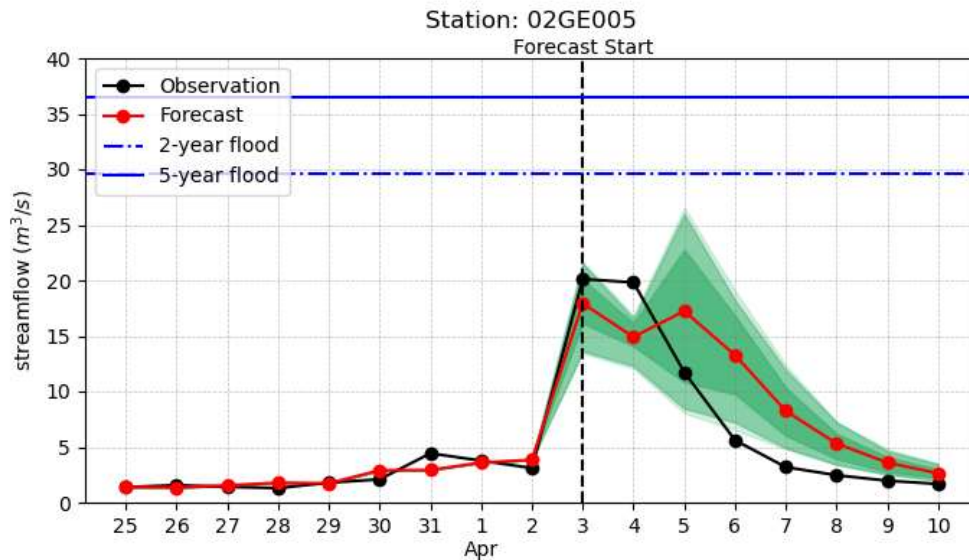 Station: 02GE005
Forecast Start
40
35
30
25
20
15
10
5
0
streamflow (m³/s)
Observation
Forecast
2-year flood
5-year flood
25 26 27 28 29 30 31 1 2 3 4 5 6 7 8 9 10
Apr